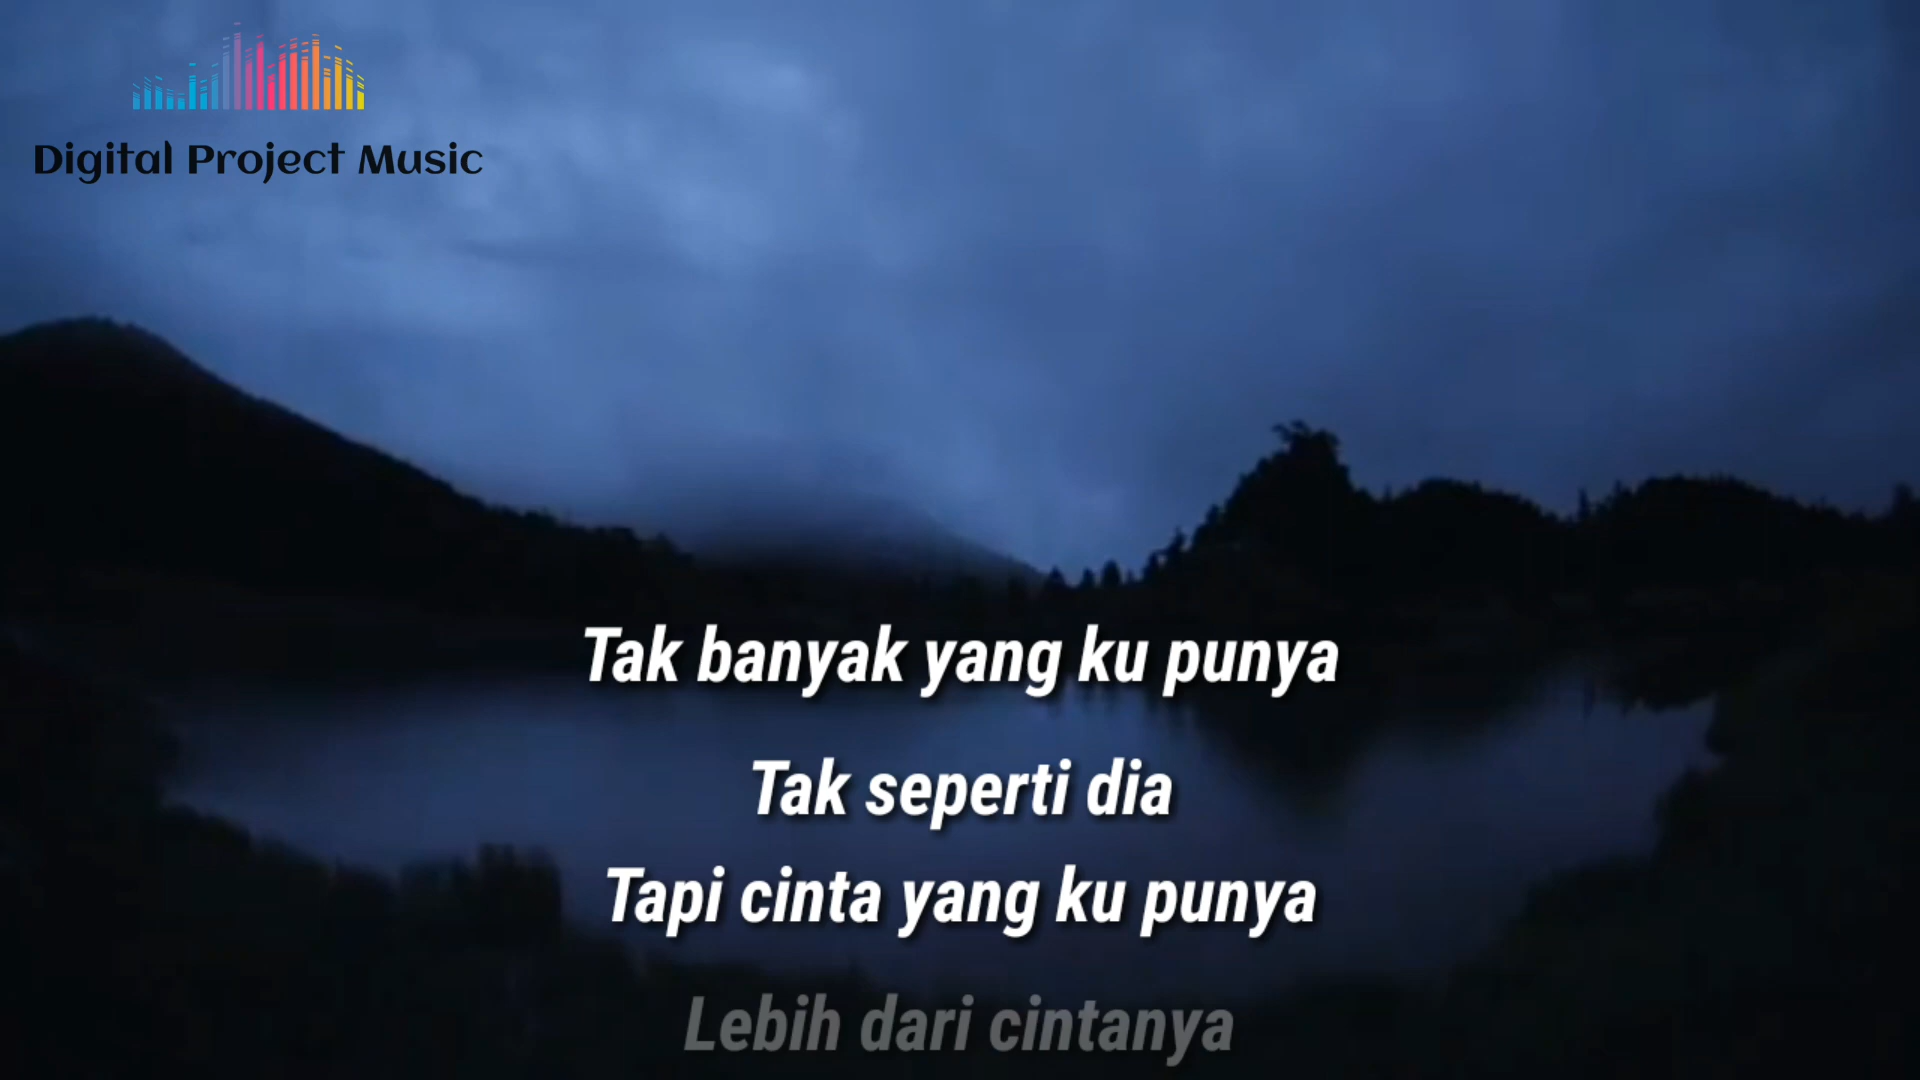 Digital Project Music
Tak banyak yang ku punya
Tak seperti dia
Tapi cinta yang ku punya
Lebih dari cintanya